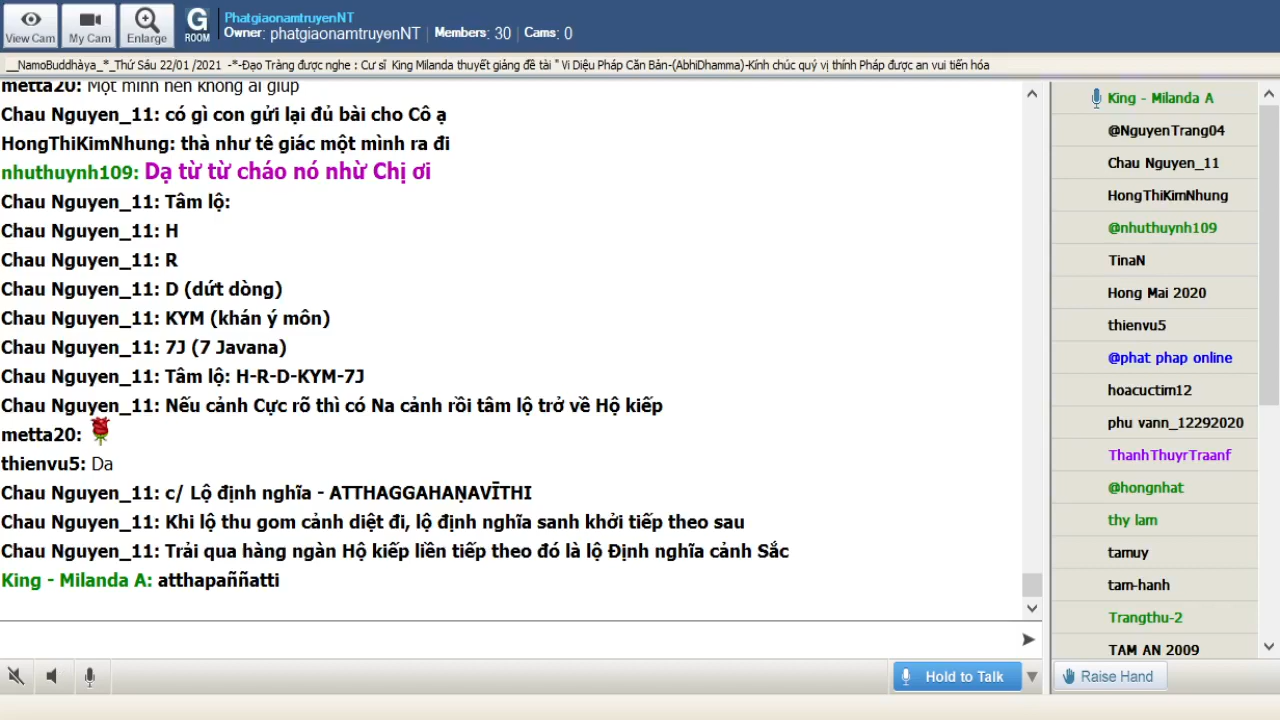 View Cam
My Cam
Enlarge
G
ROOM
PhatgiaonamtruyenNT
Owner: phatgiaonamtruyenNT | Members: 30 | Cams: 0
__NamoBuddhàya_*_Thứ Sáu 22/01 /2021 -*-Đạo Tràng được nghe : Cư sĩ King Milanda thuyết giảng đề tài " Vi Diệu Pháp Căn Bản-(AbhiDhamma)-Kính chúc quý vị thính Pháp được an vui tiến hóa
metta20: Một mình nên không ai giúp
Chau Nguyen_11: có gì con gửi lại đủ bài cho Cô ạ
HongThiKimNhung: thà như tê giác một mình ra đi
nhuthuynh109: Dạ từ từ cháo nó nhừ Chị ơi
Chau Nguyen_11: Tâm lộ:
Chau Nguyen_11: H
Chau Nguyen_11: R
Chau Nguyen_11: D (dứt dòng)
Chau Nguyen_11: KYM (khán ý môn)
Chau Nguyen_11: 7J (7 Javana)
Chau Nguyen_11: Tâm lộ: H-R-D-KYM-7J
Chau Nguyen_11: Nếu cảnh Cực rõ thì có Na cảnh rồi tâm lộ trở về Hộ kiếp
metta20:
thienvu5: Da
Chau Nguyen_11: c/ Lộ định nghĩa - ATTHAGGAHAṆAVĪTHI
Chau Nguyen_11: Khi lộ thu gom cảnh diệt đi, lộ định nghĩa sanh khởi tiếp theo sau
Chau Nguyen_11: Trải qua hàng ngàn Hộ kiếp liền tiếp theo đó là lộ Định nghĩa cảnh Sắc
King - Milanda A: atthapaññatti
King - Milanda A
@NguyenTrang04
Chau Nguyen_11
HongThiKimNhung
@nhuthuynh109
TinaN
Hong Mai 2020
thienvu5
@phat phap online
hoacuctim12
phu vann_12292020
ThanhThuyrTraanf
@hongnhat
thy lam
tamuy
tam-hanh
Trangthu-2
TAM AN 2009
Hold to Talk
Raise Hand